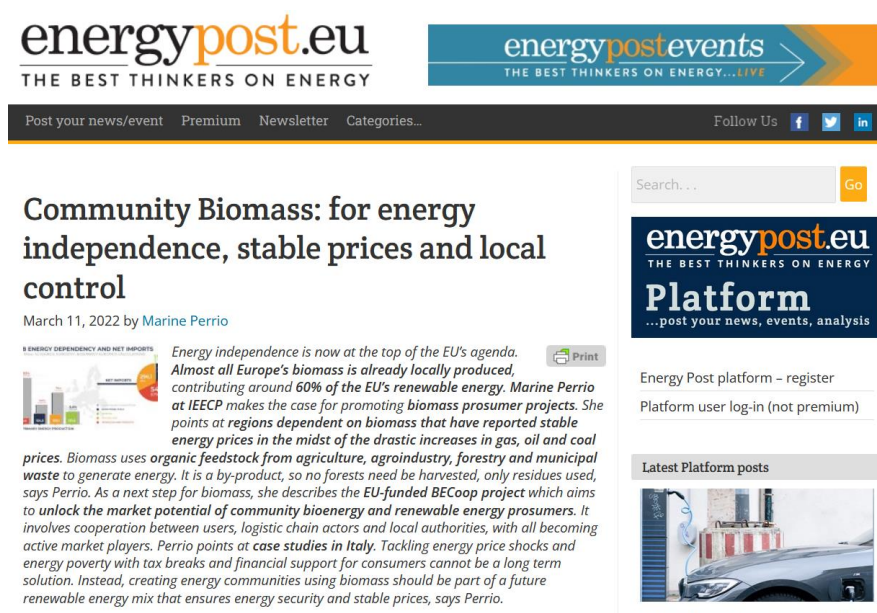 energypost.eu
THE BEST THINKERS ON ENERGY
energypostevents
THE BEST THINKERS ON ENERGY...LIVE
Post your news/event Premium Newsletter Categories...
Follow Us
Community Biomass: for energy
independence, stable prices and local
control
March 11, 2022 by Marine Perrio
ENERGY DEPENDENCY AND NET IMPORTS
NET IMPORTS
Print
Energy independence is now at the top of the EU's agenda.
Almost all Europe's biomass is already locally produced,
contributing around 60% of the EU's renewable energy. Marine Perrio
at IEECP makes the case for promoting biomass prosumer projects. She
points at regions dependent on biomass that have reported stable
energy prices in the midst of the drastic increases in gas, oil and coal
prices. Biomass uses organic feedstock from agriculture, agroindustry, forestry and municipal
waste to generate energy. It is a by-product, so no forests need be harvested, only residues used,
says Perrio. As a next step for biomass, she describes the EU-funded BECoop project which aims
to unlock the market potential of community bioenergy and renewable energy prosumers. It
involves cooperation between users, logistic chain actors and local authorities, with all becoming
active market players. Perrio points at case studies in Italy. Tackling energy price shocks and
energy poverty with tax breaks and financial support for consumers cannot be a long term
solution. Instead, creating energy communities using biomass should be part of a future
renewable energy mix that ensures energy security and stable prices, says Perrio.
Search. . .
Go
energypost.eu
THE BEST THINKERS ON ENERGY
Platform
...post your news, events, analysis
Energy Post platform – register
Platform user log-in (not premium)
Latest Platform posts